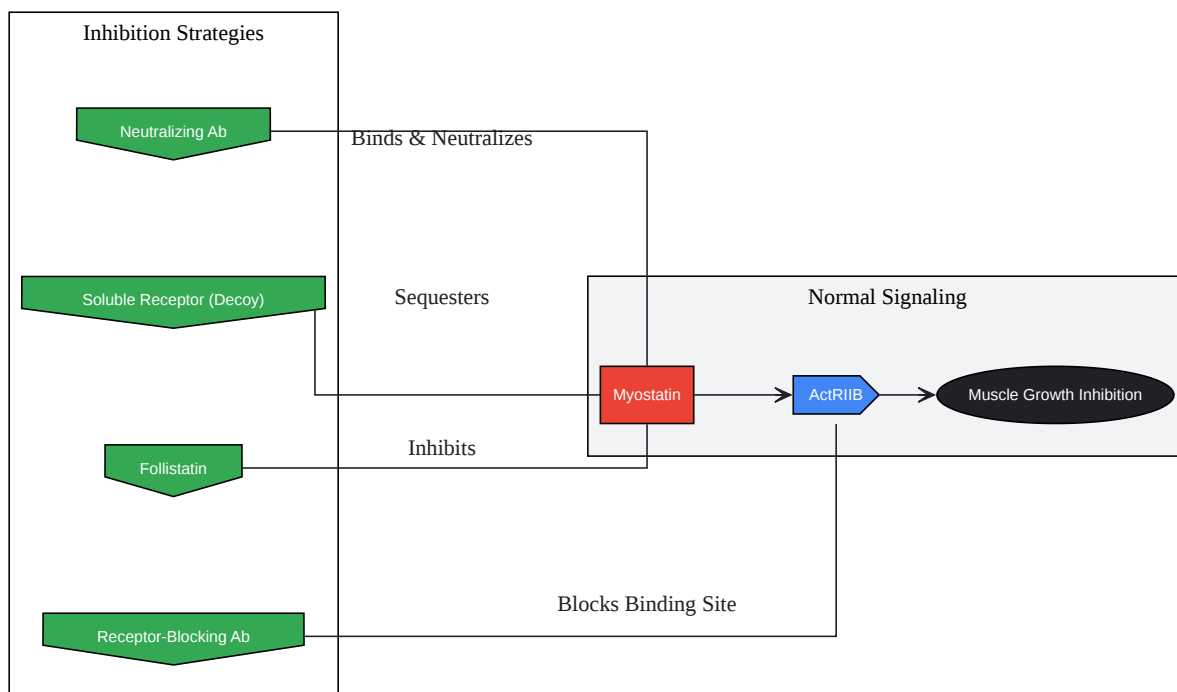 Inhibition Strategies
Neutralizing Ab
Binds & Neutralizes
Soluble Receptor (Decoy)
Sequesters
Normal Signaling
Myostatin
ActRIIB
Muscle Growth Inhibition
Follistatin
Inhibits
Receptor-Blocking Ab
Blocks Binding Site